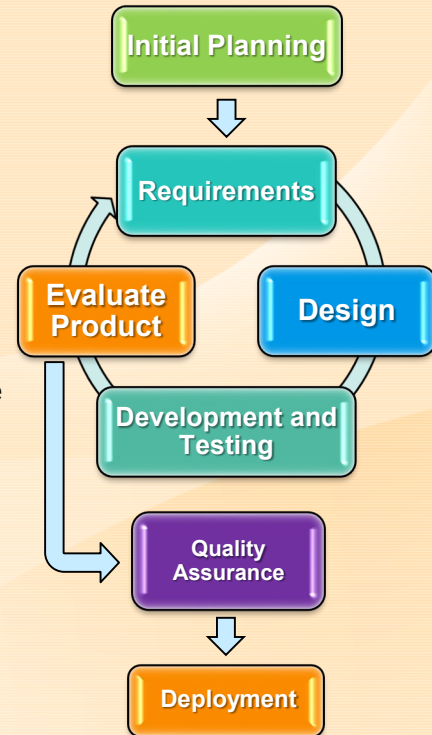 Initial Planning
Requirements
Evaluate
Product
Design
e
Development and
Testing
Quality
Assurance
Deployment